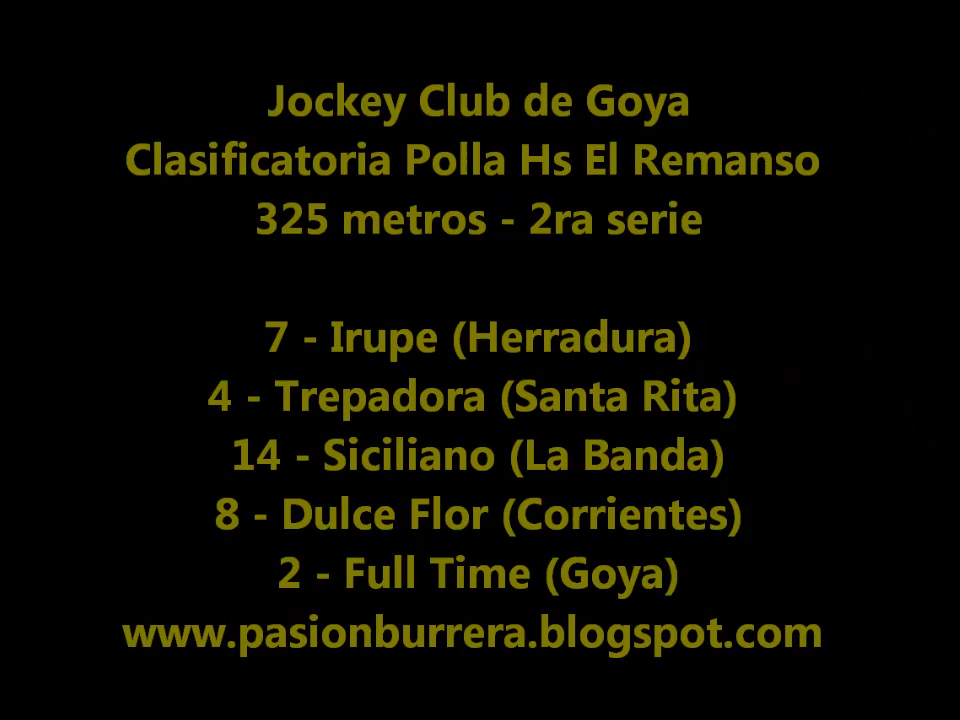 Jockey Club de Goya
Clasificatoria Polla Hs El Remanso
325 metros - 2ra serie
7 - Irupe (Herradura)
4 - Trepadora (Santa Rita)
14 - Siciliano (La Banda)
8 - Dulce Flor (Corrientes)
2 - Full Time (Goya)
www.pasionburrera.blogspot.com